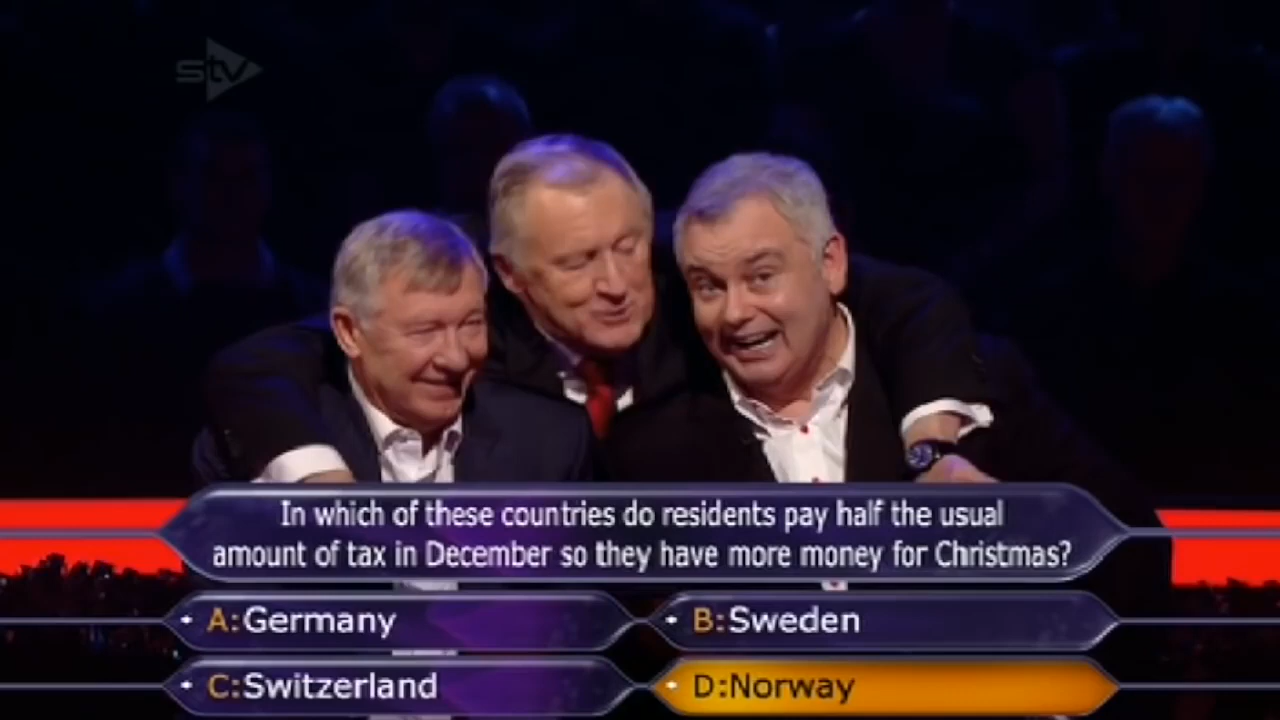 stv
In which of these countries do residents pay half the usual
amount of tax in December so they have more money for Christmas?
A:Germany
B:Sweden
C:Switzerland
D:Norway